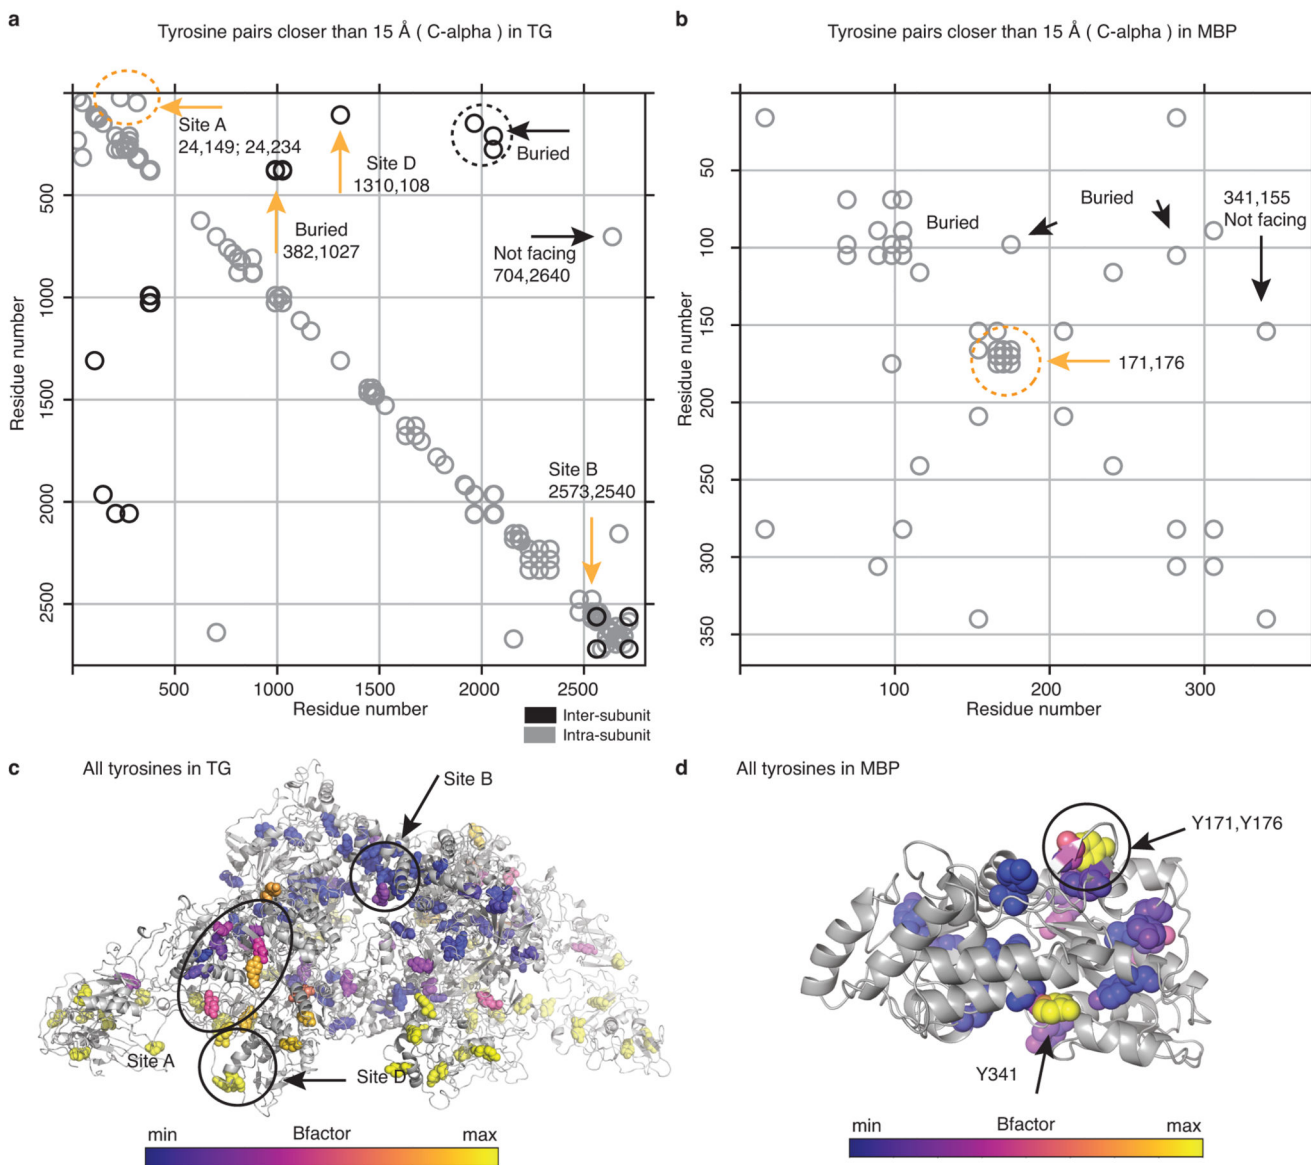 a
Tyrosine pairs closer than 15 Å ( C-alpha ) in TG
Site A
24,149; 24,234
Site D
1310,108
Buried
Buried
382,1027
Not facing
704,2640
Site B
2573,2540
Residue number
500
1000
1500
2000
2500
500
1000
1500
2000
2500
Residue number
Inter-subunit
Intra-subunit
b
Tyrosine pairs closer than 15 Å ( C-alpha ) in MBP
Buried
Buried
341,155
Not facing
171,176
Residue number
50
100
150
200
250
300
350
100
200
300
Residue number
c
All tyrosines in TG
Site B
Site A
Site D
min
Bfactor
max
d
All tyrosines in MBP
Y171,Y176
Y341
min
Bfactor
max